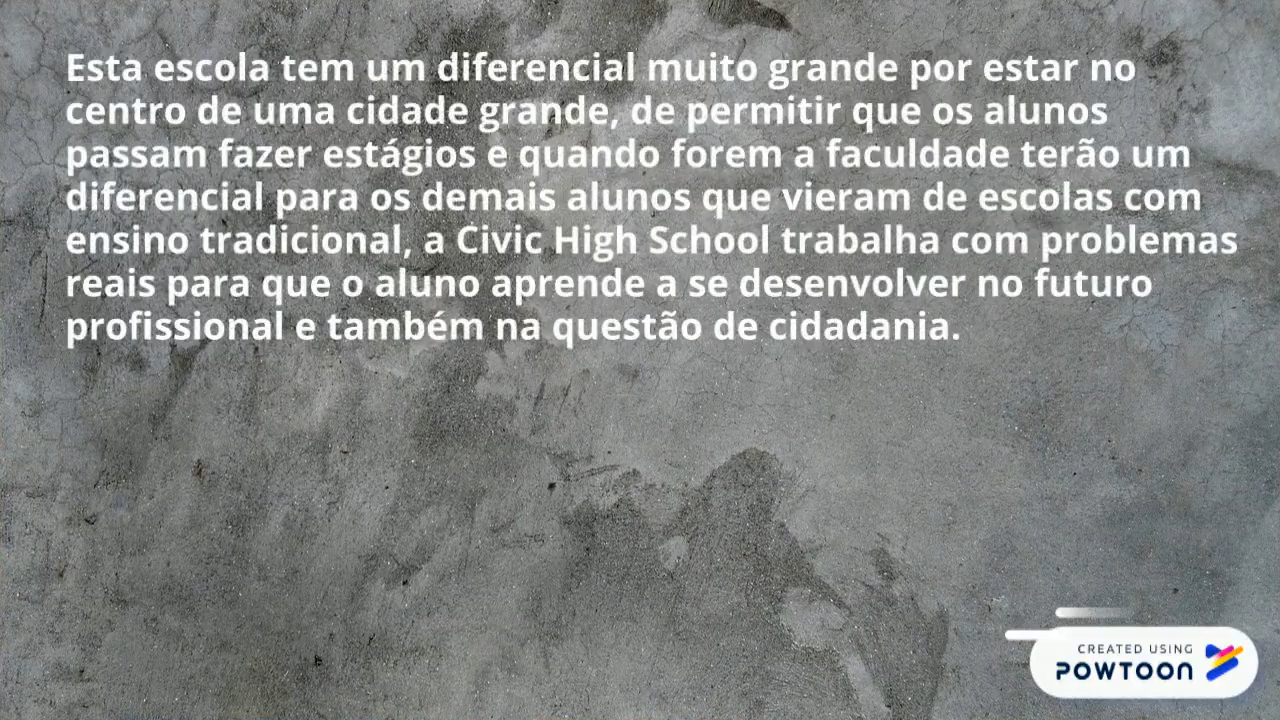 Esta escola tem um diferencial muito grande por estar no
centro de uma cidade grande, de permitir que os alunos
passam fazer estágios e quando forem a faculdade terão um
diferencial para os demais alunos que vieram de escolas com
ensino tradicional, a Civic High School trabalha com problemas
reais para que o aluno aprende a se desenvolver no futuro
profissional e também na questão de cidadania.
CREATED USING
POWTOON